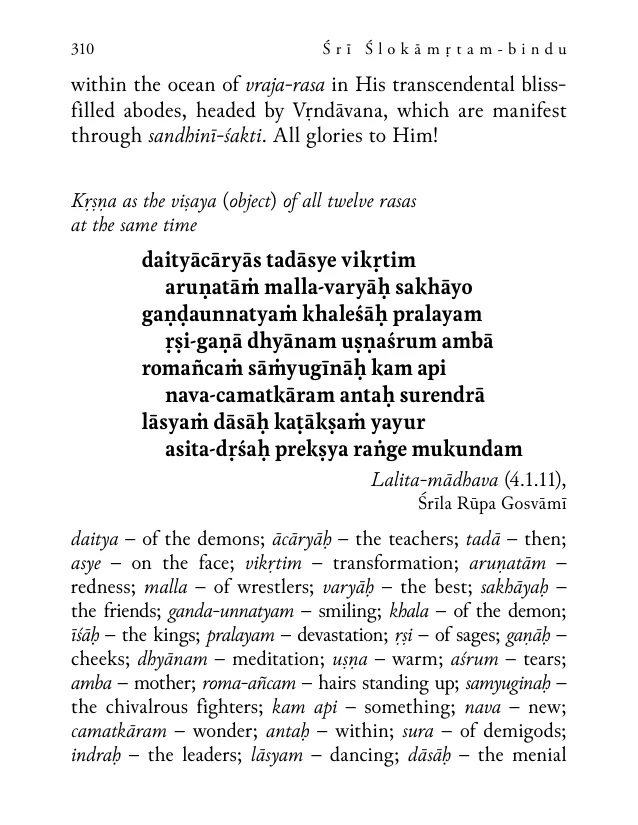 310 Śrī Ślokāmṛtam-bindu
within the ocean of vraja-rasa in His transcendental bliss-
filled abodes, headed by Vṛndāvana, which are manifest
through sandhinī-śakti. All glories to Him!
Kṛṣṇa as the viṣaya (object) of all twelve rasas
at the same time
daityācāryās tadāsye vikṛtim
aruṇatāṁ malla-varyāḥ sakhāyo
gaṇḍaunnatyaṁ khaleśāḥ pralayam
ṛṣi-gaṇā dhyānam uṣṇaśrum ambā
romañcaṁ sāṁyugīnāḥ kam api
nava-camatkāram antaḥ surendrā
lāsyaṁ dāsāḥ kaṭākṣaṁ yayur
asita-dṛśaḥ prekṣya raṅge mukundam
Lalita-mādhava (4.1.11),
Śrīla Rūpa Gosvāmī
daitya – of the demons; ācāryāḥ – the teachers; tadā – then;
asye – on the face; vikṛtim – transformation; aruṇatām –
redness; malla – of wrestlers; varyāḥ – the best; sakhāyaḥ –
the friends; ganda-unnatyam – smiling; khala – of the demon;
īśāḥ – the kings; pralayam – devastation; ṛṣi – of sages; gaṇāḥ –
cheeks; dhyānam – meditation; uṣṇa – warm; aśrum – tears;
amba – mother; roma-añcam – hairs standing up; samyuginaḥ –
the chivalrous fighters; kam api – something; nava – new;
camatkāram – wonder; antaḥ – within; sura – of demigods;
indraḥ – the leaders; lāsyam – dancing; dāsāḥ – the menial